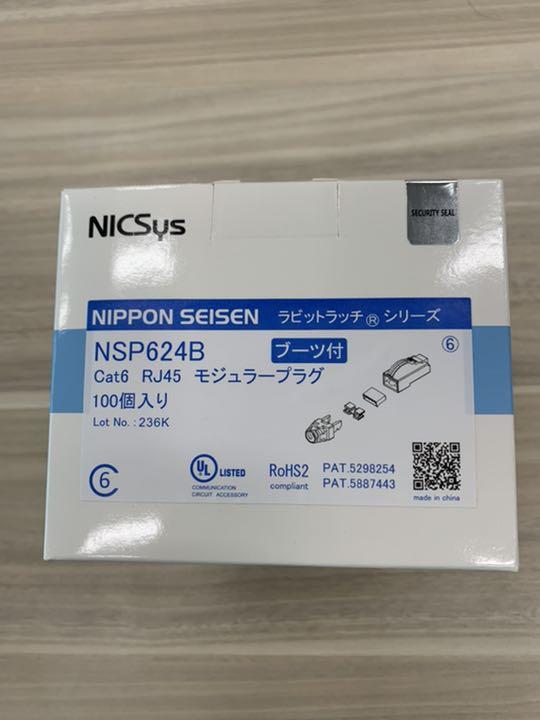 NICSys
SECURITY SEAL
NIPPON SEISEN ラビットラッチ®シリーズ
NSP624B ブーツ付 ⑥
Cat6 RJ45 モジュラープラグ
100個入り
Lot No.: 236K
6
UL LISTED
COMMUNICATION
CIRCUIT ACCESSORY
RoHS2
compliant
PAT.5298254
PAT.5887443
made in china